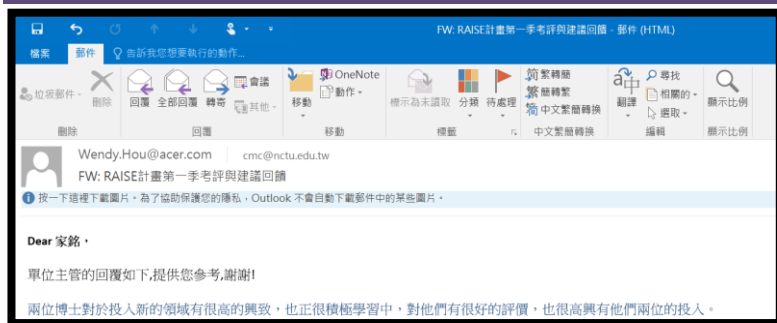 FW: RAISE計畫第一季考評與建議回饋 - 郵件 (HTML)
檔案 郵件 告訴我您想要執行的動作...
垃圾郵件 刪除 回覆 全部回覆 轉寄 會議 其他 移動 OneNote 動作 標示為未讀取 分類 待處理 简 繁轉簡 繁 簡轉繁 简 中文繁簡轉換 翻譯 尋找 相關的 選取 顯示比例
刪除 回覆 移動 標籤 中文繁簡轉換 編輯 顯示比例
Wendy.Hou@acer.com cmc@nctu.edu.tw
FW: RAISE計畫第一季考評與建議回饋
按一下這裡下載圖片。為了協助保護您的隱私，Outlook 不會自動下載郵件中的某些圖片。
Dear 家銘，
單位主管的回覆如下,提供您參考,謝謝!
兩位博士對於投入新的領域有很高的興致，也正很積極學習中，對他們有很好的評價，也很高興有他們兩位的投入。